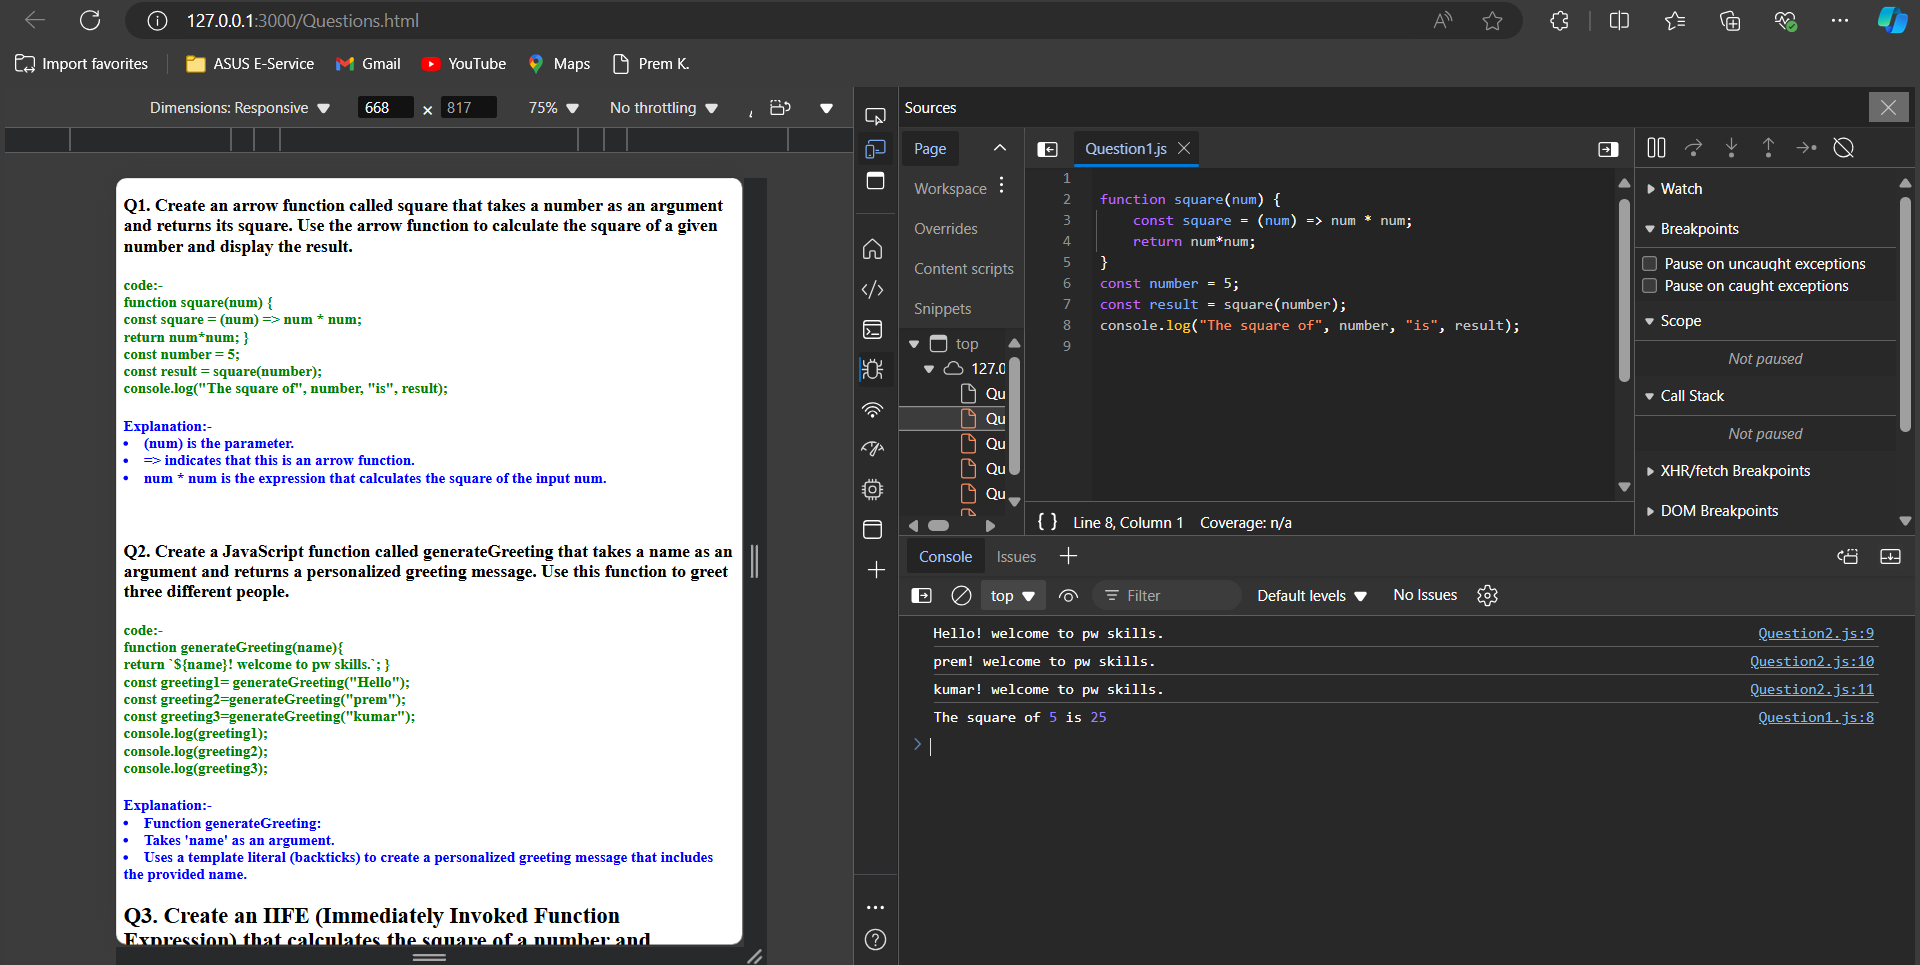 127.0.0.1:3000/Questions.html
Import favorites
ASUS E-Service
Gmail
YouTube
Maps
Prem K.
Dimensions: Responsive
668
×
817
75%
No throttling
Q1. Create an arrow function called square that takes a number as an argument
and returns its square. Use the arrow function to calculate the square of a given
number and display the result.
code:-
function square(num) {
const square = (num) => num * num;
return num*num; }
const number = 5;
const result = square(number);
console.log("The square of", number, "is", result);
Explanation:-
• (num) is the parameter.
• => indicates that this is an arrow function.
• num * num is the expression that calculates the square of the input num.
Q2. Create a JavaScript function called generateGreeting that takes a name as an
argument and returns a personalized greeting message. Use this function to greet
three different people.
code:-
function generateGreeting(name){
return `${name}! welcome to pw skills.`; }
const greeting1= generateGreeting("Hello");
const greeting2=generateGreeting("prem");
const greeting3=generateGreeting("kumar");
console.log(greeting1);
console.log(greeting2);
console.log(greeting3);
Explanation:-
• Function generateGreeting:
• Takes 'name' as an argument.
• Uses a template literal (backticks) to create a personalized greeting message that includes
the provided name.
Q3. Create an IIFE (Immediately Invoked Function
Expression) that calculates the square of a number and
Sources
Page
Workspace
Overrides
Content scripts
Snippets
top
127.0
Qu
Qu
Qu
Qu
Qu
Question1.js
1
2 function square(num) {
3 const square = (num) => num * num;
4 return num*num;
5 }
6 const number = 5;
7 const result = square(number);
8 console.log("The square of", number, "is", result);
9
{ } Line 8, Column 1 Coverage: n/a
Watch
Breakpoints
Pause on uncaught exceptions
Pause on caught exceptions
Scope
Not paused
Call Stack
Not paused
XHR/fetch Breakpoints
DOM Breakpoints
Console
Issues
top
Filter
Default levels
No Issues
Hello! welcome to pw skills. Question2.js:9
prem! welcome to pw skills. Question2.js:10
kumar! welcome to pw skills. Question2.js:11
The square of 5 is 25 Question1.js:8
>